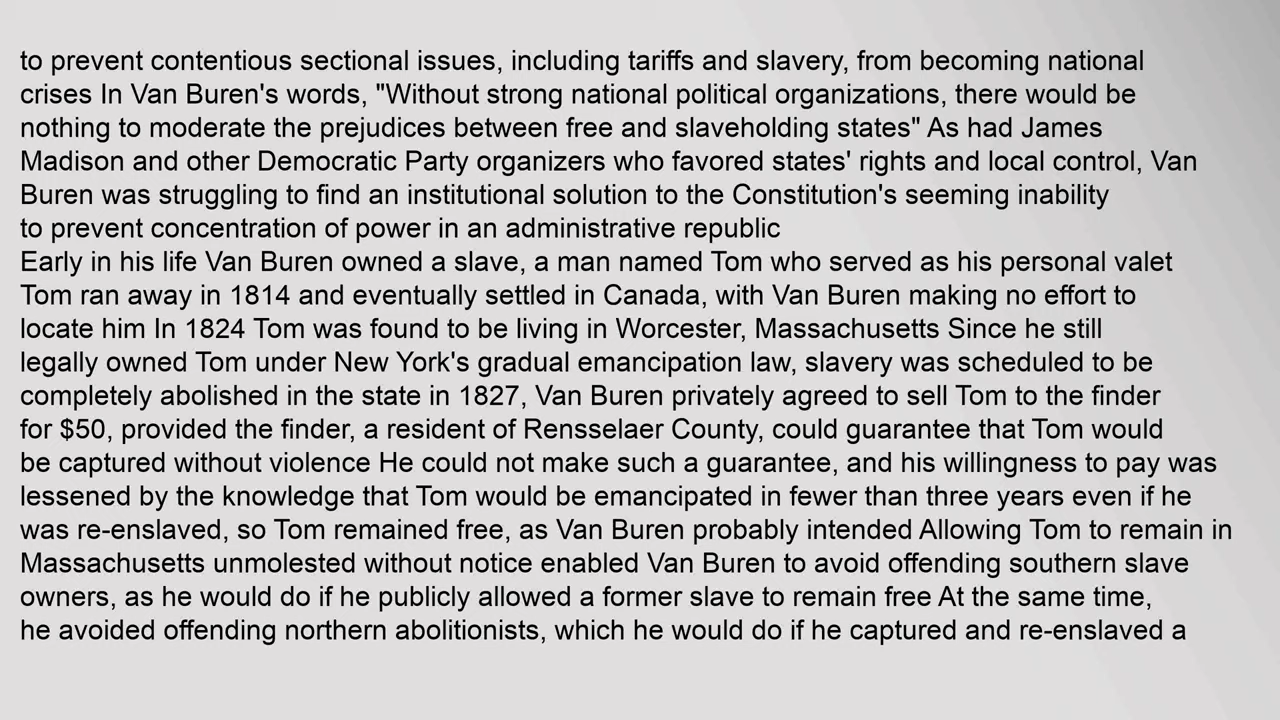 to prevent contentious sectional issues, including tariffs and slavery, from becoming national
crises In Van Buren's words, "Without strong national political organizations, there would be
nothing to moderate the prejudices between free and slaveholding states" As had James
Madison and other Democratic Party organizers who favored states' rights and local control, Van
Buren was struggling to find an institutional solution to the Constitution's seeming inability
to prevent concentration of power in an administrative republic
Early in his life Van Buren owned a slave, a man named Tom who served as his personal valet
Tom ran away in 1814 and eventually settled in Canada, with Van Buren making no effort to
locate him In 1824 Tom was found to be living in Worcester, Massachusetts Since he still
legally owned Tom under New York's gradual emancipation law, slavery was scheduled to be
completely abolished in the state in 1827, Van Buren privately agreed to sell Tom to the finder
for $50, provided the finder, a resident of Rensselaer County, could guarantee that Tom would
be captured without violence He could not make such a guarantee, and his willingness to pay was
lessened by the knowledge that Tom would be emancipated in fewer than three years even if he
was re-enslaved, so Tom remained free, as Van Buren probably intended Allowing Tom to remain in
Massachusetts unmolested without notice enabled Van Buren to avoid offending southern slave
owners, as he would do if he publicly allowed a former slave to remain free At the same time,
he avoided offending northern abolitionists, which he would do if he captured and re-enslaved a